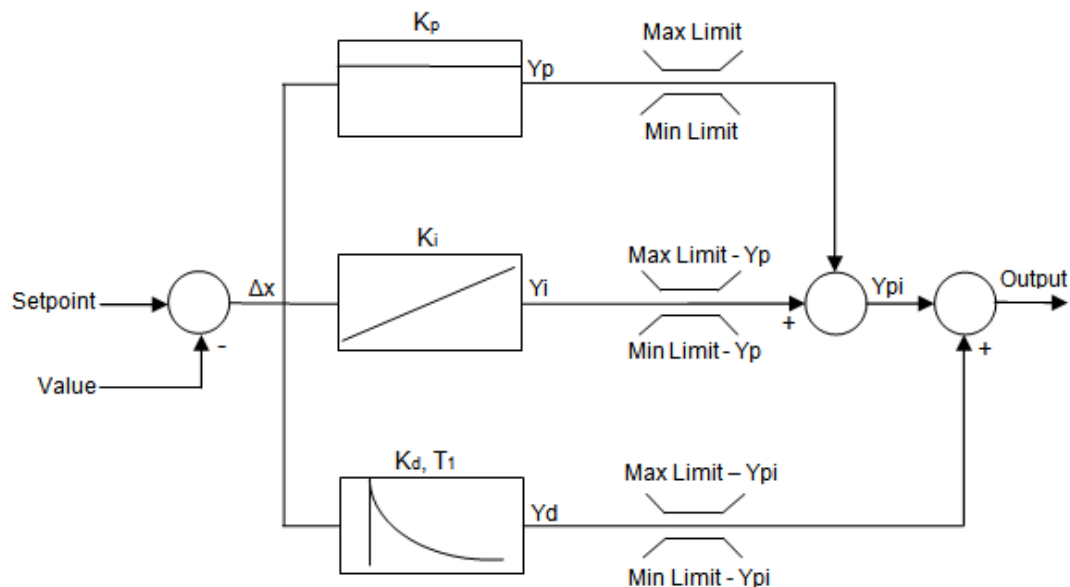 Kp
Yp
Max Limit
Min Limit
Ki
Yi
Max Limit - Yp
Min Limit - Yp
Setpoint
Value
-
Δx
+
Ypi
Output
+
Kd, T1
Yd
Max Limit – Ypi
Min Limit - Ypi